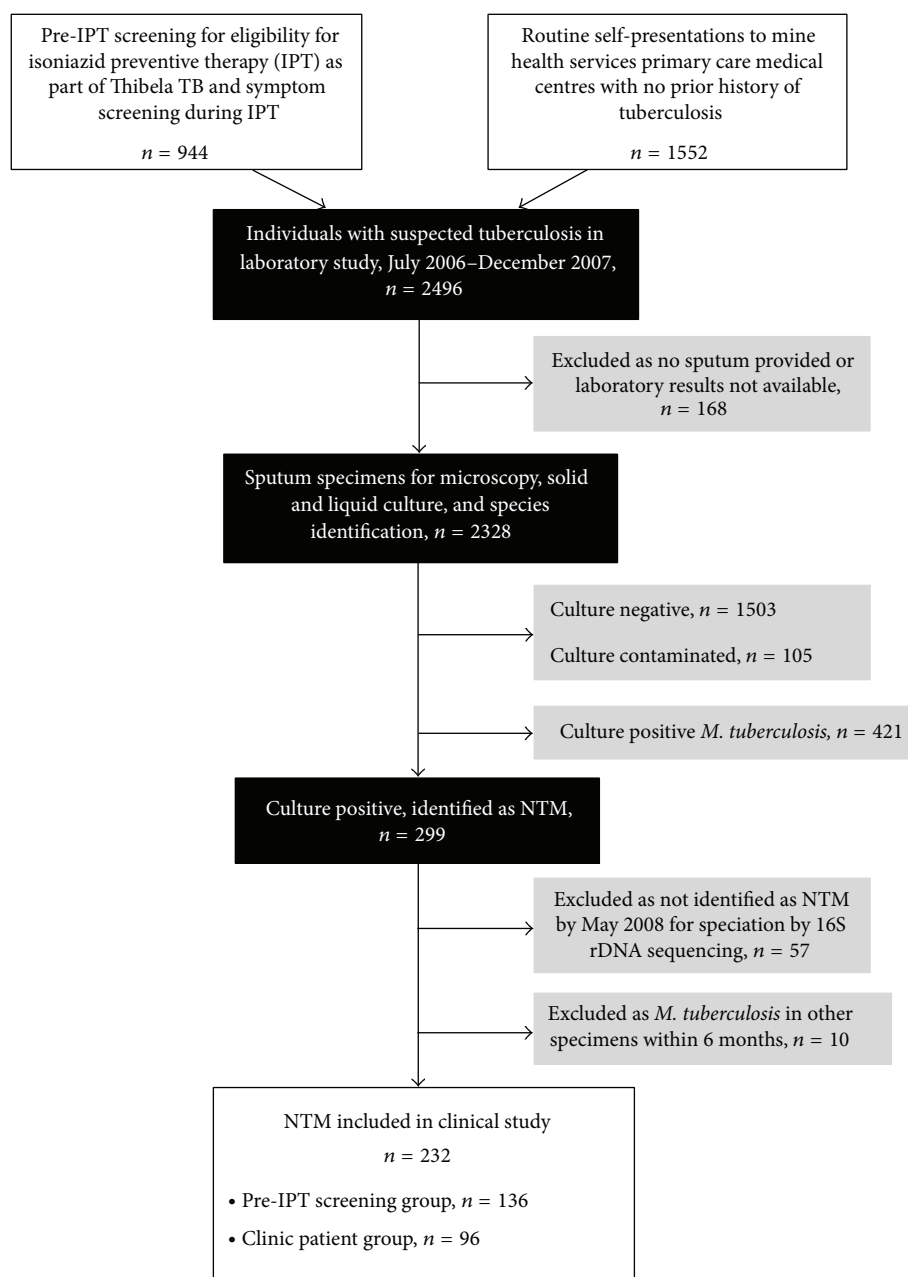 Pre-IPT screening for eligibility for
isoniazid preventive therapy (IPT) as
part of Thibela TB and symptom
screening during IPT
n = 944
Routine self-presentations to mine
health services primary care medical
centres with no prior history of
tuberculosis
n = 1552
Individuals with suspected tuberculosis in
laboratory study, July 2006–December 2007,
n = 2496
Excluded as no sputum provided or
laboratory results not available,
n = 168
Sputum specimens for microscopy, solid
and liquid culture, and species
identification, n = 2328
Culture negative, n = 1503
Culture contaminated, n = 105
Culture positive M. tuberculosis, n = 421
Culture positive, identified as NTM,
n = 299
Excluded as not identified as NTM
by May 2008 for speciation by 16S
rDNA sequencing, n = 57
Excluded as M. tuberculosis in other
specimens within 6 months, n = 10
NTM included in clinical study
n = 232
• Pre-IPT screening group, n = 136
• Clinic patient group, n = 96